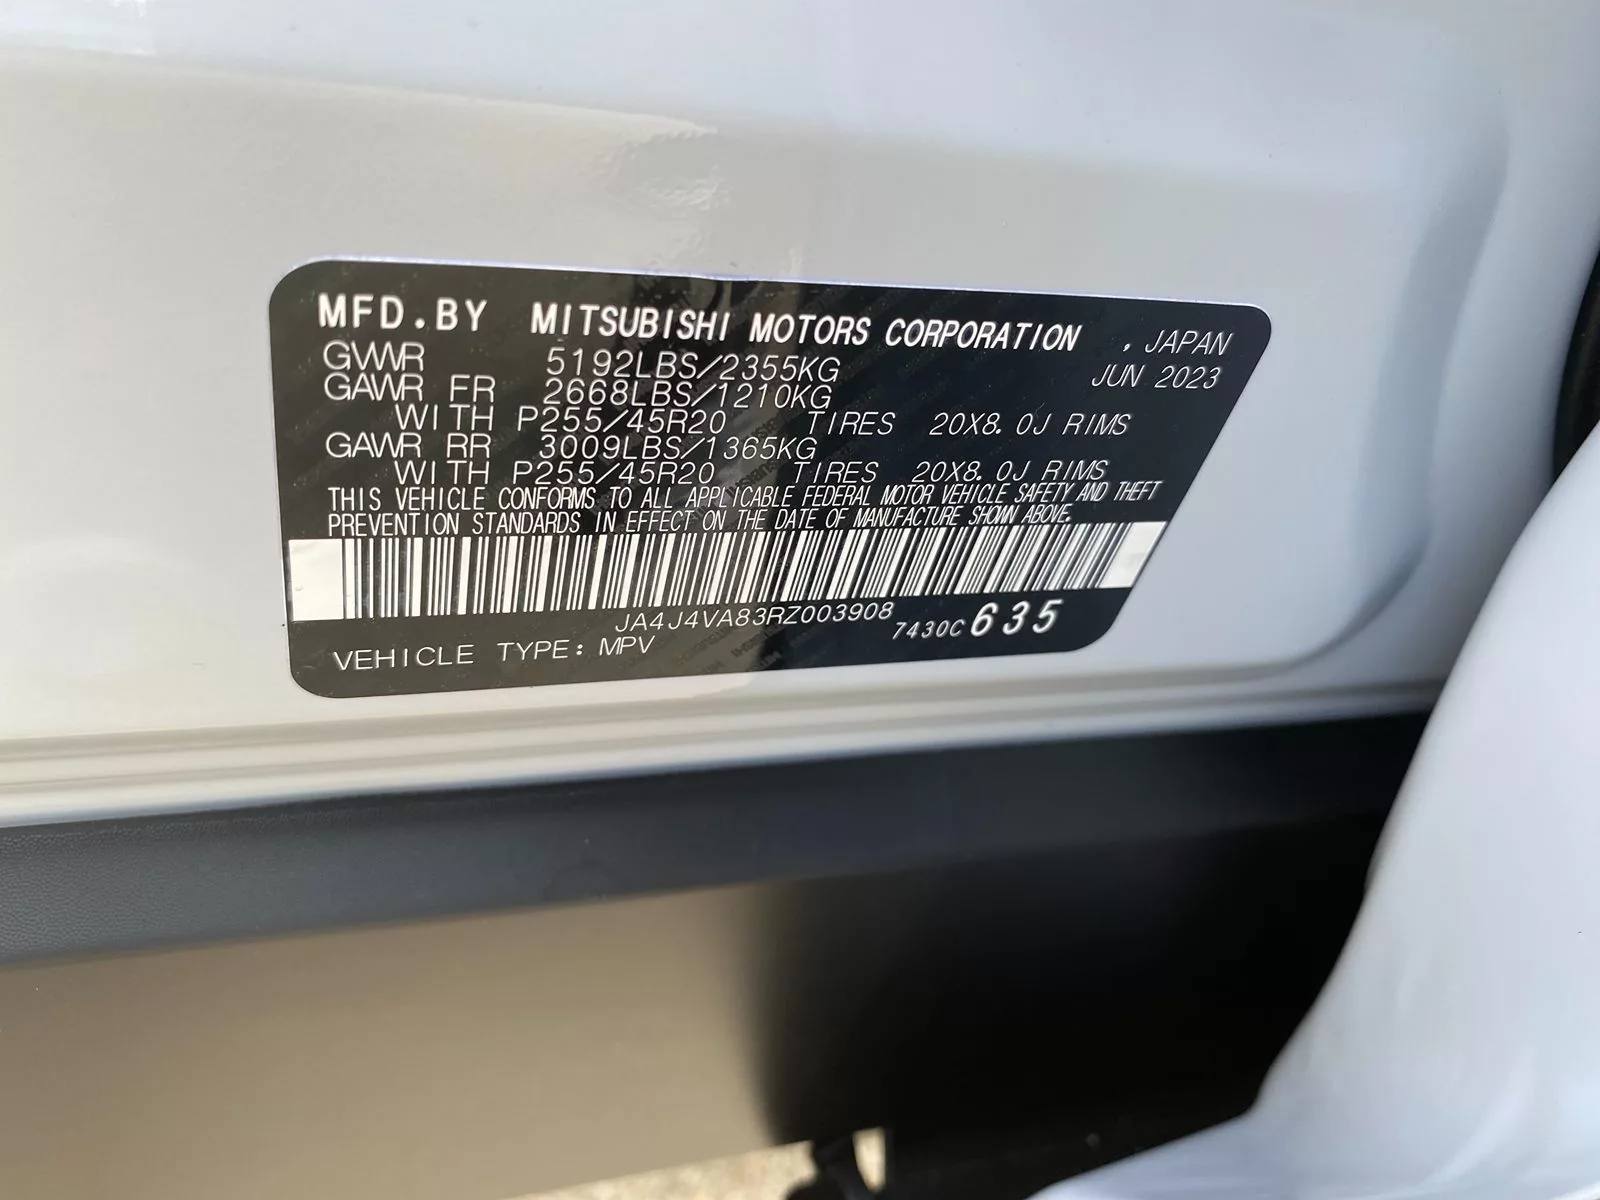 MFD.BY MITSUBISHI MOTORS CORPORATION , JAPAN
GVWR 5192LBS/2355KG JUN 2023
GAWR FR 2668LBS/1210KG
WITH P255/45R20 TIRES 20X8.0J RIMS
GAWR RR 3009LBS/1365KG
WITH P255/45R20 TIRES 20X8.0J RIMS
THIS VEHICLE CONFORMS TO ALL APPLICABLE FEDERAL MOTOR VEHICLE SAFETY AND THEFT
PREVENTION STANDARDS IN EFFECT ON THE DATE OF MANUFACTURE SHOWN ABOVE.
JA4J4VA83RZ003908 7430C 635
VEHICLE TYPE: MPV